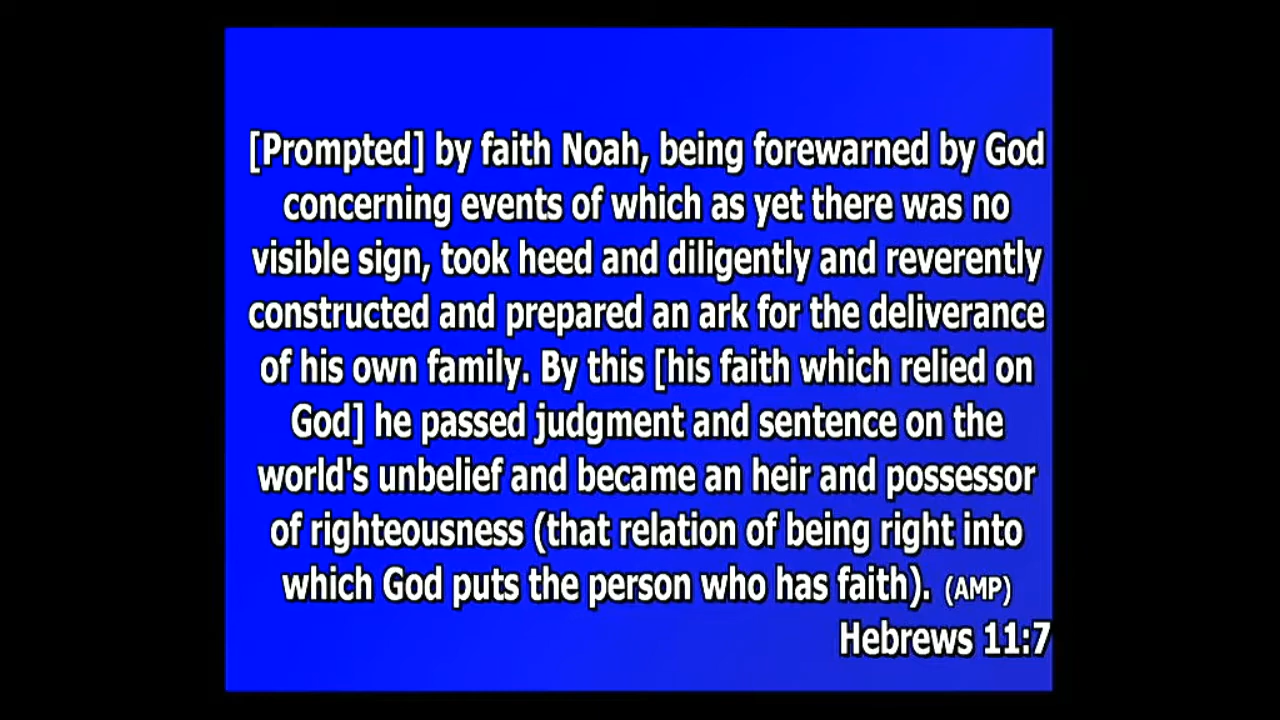 [Prompted] by faith Noah, being forewarned by God
concerning events of which as yet there was no
visible sign, took heed and diligently and reverently
constructed and prepared an ark for the deliverance
of his own family. By this [his faith which relied on
God] he passed judgment and sentence on the
world's unbelief and became an heir and possessor
of righteousness (that relation of being right into
which God puts the person who has faith). (AMP)
Hebrews 11:7